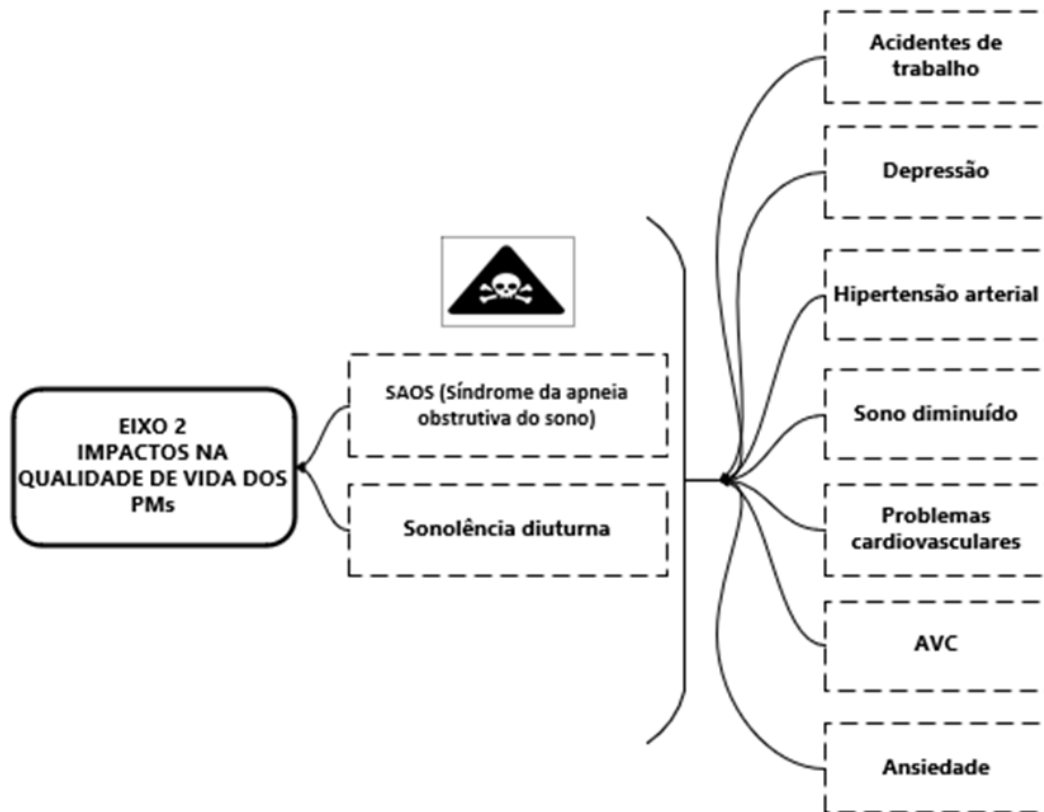 EIXO 2
IMPACTOS NA
QUALIDADE DE VIDA DOS
PMs
SAOS (Síndrome da apneia
obstrutiva do sono)
Sonolência diuturna
Acidentes de
trabalho
Depressão
Hipertensão arterial
Sono diminuído
Problemas
cardiovasculares
AVC
Ansiedade